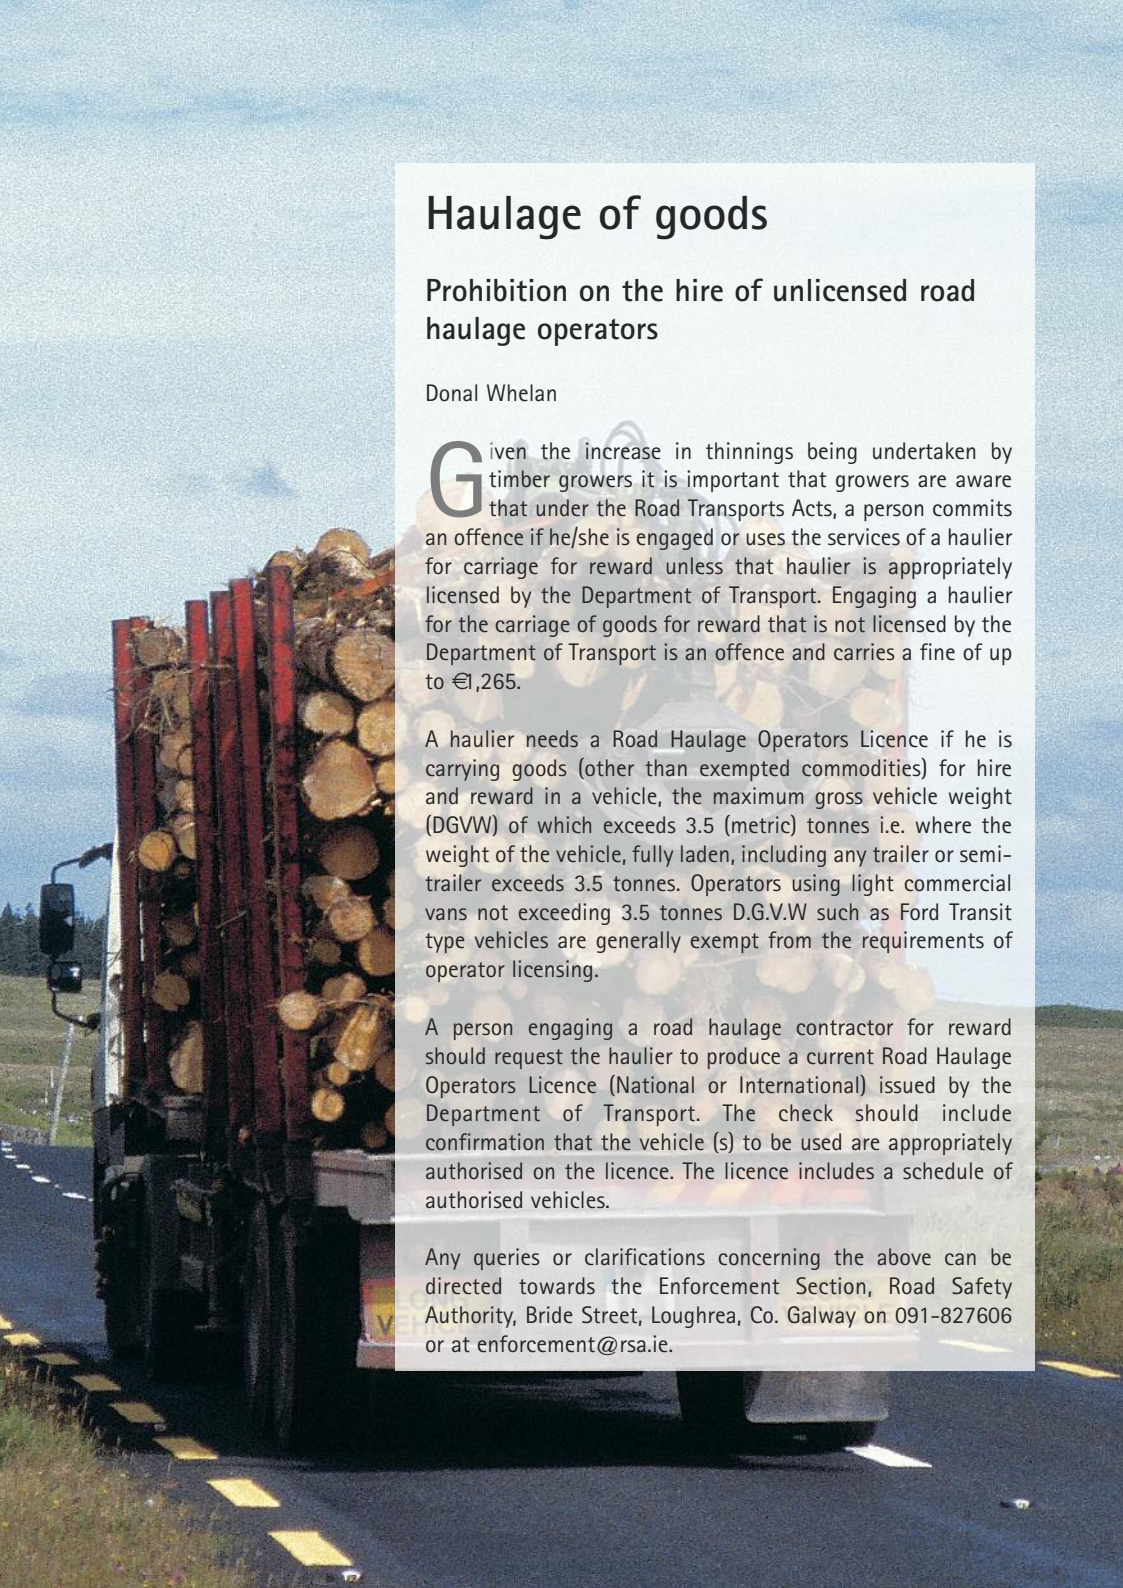 Haulage of goods
Prohibition on the hire of unlicensed road
haulage operators
Donal Whelan
Given the increase in thinnings being undertaken by
timber growers it is important that growers are aware
that under the Road Transports Acts, a person commits
an offence if he/she is engaged or uses the services of a haulier
for carriage for reward unless that haulier is appropriately
licensed by the Department of Transport. Engaging a haulier
for the carriage of goods for reward that is not licensed by the
Department of Transport is an offence and carries a fine of up
to €1,265.
A haulier needs a Road Haulage Operators Licence if he is
carrying goods (other than exempted commodities) for hire
and reward in a vehicle, the maximum gross vehicle weight
(DGVW) of which exceeds 3.5 (metric) tonnes i.e. where the
weight of the vehicle, fully laden, including any trailer or semi-
trailer exceeds 3.5 tonnes. Operators using light commercial
vans not exceeding 3.5 tonnes D.G.V.W such as Ford Transit
type vehicles are generally exempt from the requirements of
operator licensing.
A person engaging a road haulage contractor for reward
should request the haulier to produce a current Road Haulage
Operators Licence (National or International) issued by the
Department of Transport. The check should include
confirmation that the vehicle (s) to be used are appropriately
authorised on the licence. The licence includes a schedule of
authorised vehicles.
Any queries or clarifications concerning the above can be
directed towards the Enforcement Section, Road Safety
Authority, Bride Street, Loughrea, Co. Galway on 091-827606
or at enforcement@rsa.ie.
LONG
VEHICLE
LONG
VEHICLE